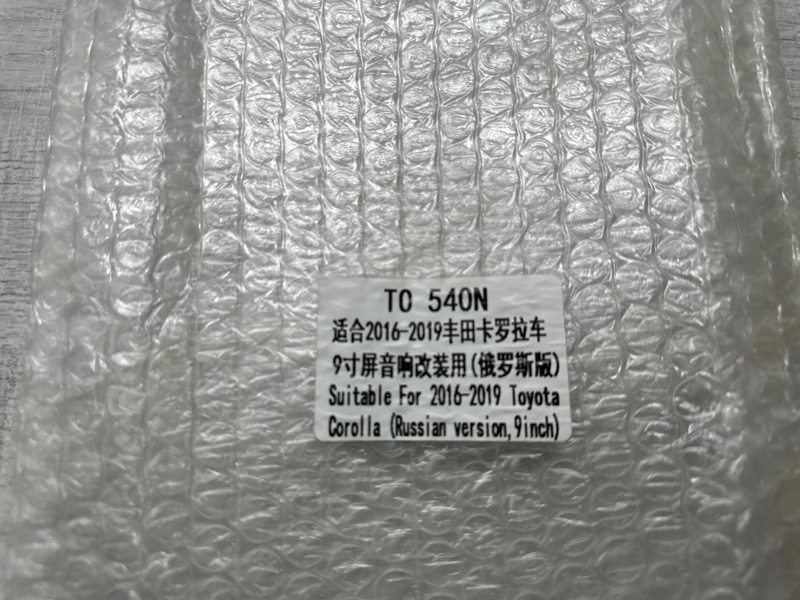 TO 540N
适合2016-2019丰田卡罗拉车
9寸屏音响改装用(俄罗斯版)
Suitable For 2016-2019 Toyota
Corolla (Russian version,9inch)